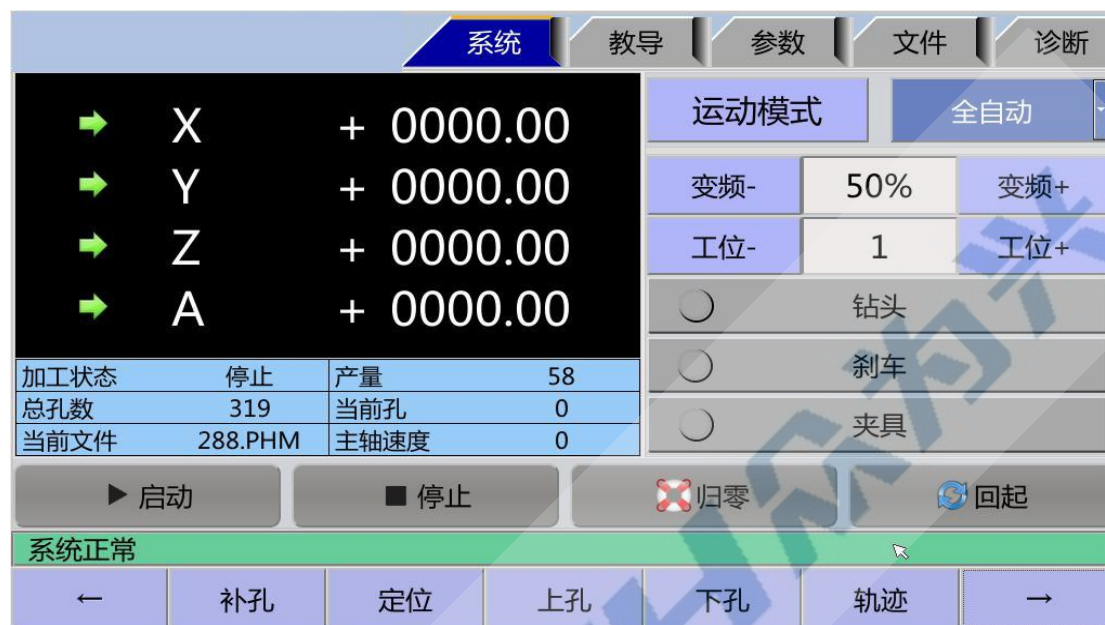 系统 教导 参数 文件 诊断
X + 0000.00
Y + 0000.00
Z + 0000.00
A + 0000.00
运动模式 全自动
变频- 50% 变频+
工位- 1 工位+
钻头
刹车
夹具
加工状态 停止 产量 58
总孔数 319 当前孔 0
当前文件 288.PHM 主轴速度 0
启动 停止 归零 回起
系统正常
← 补孔 定位 上孔 下孔 轨迹 →